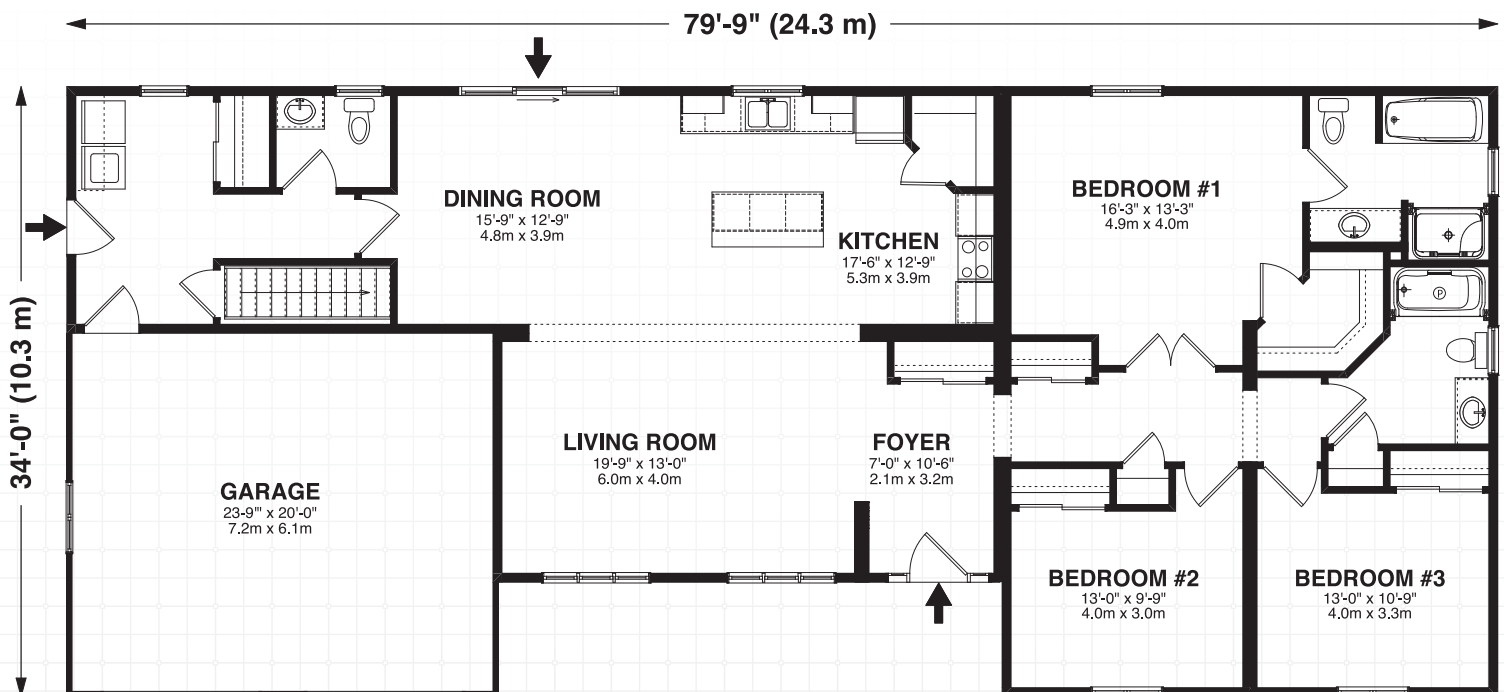 79'-9" (24.3 m)
34'-0" (10.3 m)
DINING ROOM
15'-9" x 12'-9"
4.8m x 3.9m
KITCHEN
17'-6" x 12'-9"
5.3m x 3.9m
BEDROOM #1
16'-3" x 13'-3"
4.9m x 4.0m
P
LIVING ROOM
19'-9" x 13'-0"
6.0m x 4.0m
FOYER
7'-0" x 10'-6"
2.1m x 3.2m
GARAGE
23-9" x 20'-0"
7.2m x 6.1m
BEDROOM #2
13'-0" x 9'-9"
4.0m x 3.0m
BEDROOM #3
13'-0" x 10'-9"
4.0m x 3.3m